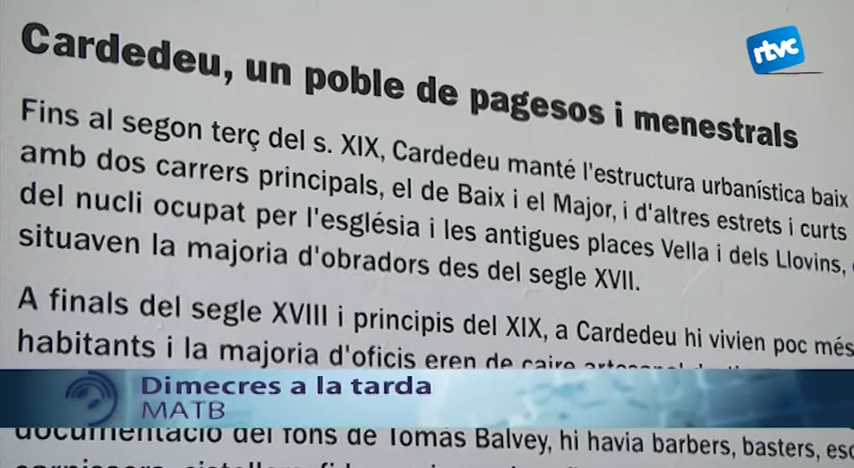 rtvc
Cardedeu, un poble de pagesos i menestrals
Fins al segon terç del s. XIX, Cardedeu manté l'estructura urbanística baix
amb dos carrers principals, el de Baix i el Major, i d'altres estrets i curts
del nucli ocupat per l'església i les antigues places Vella i dels Llovins,
situaven la majoria d'obradors des del segle XVII.
A finals del segle XVIII i principis del XIX, a Cardedeu hi vivien poc més
habitants i la majoria d'oficis eren de caire
Dimecres a la tarda
MATB
documentació del fons de Tomàs Balvey, hi havia barbers, basters,